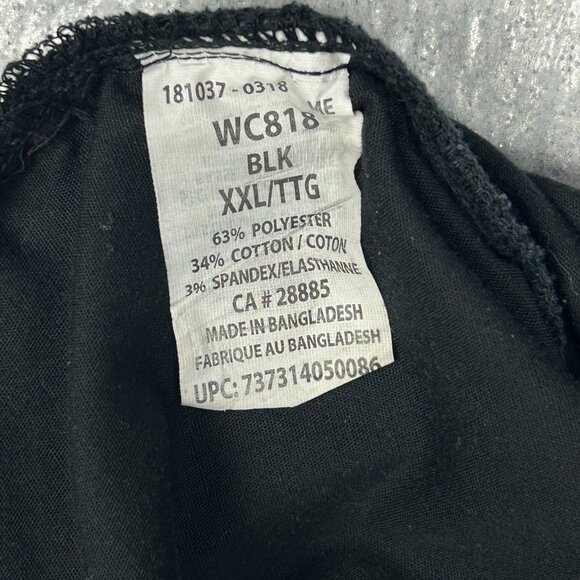 181037 - 0318
WC818
BLK
XXL/TTG
63% POLYESTER
34% COTTON / COTON
3% SPANDEX/ELASTHANNE
CA # 28885
MADE IN BANGLADESH
FABRIQUE AU BANGLADESH
UPC: 737314050086